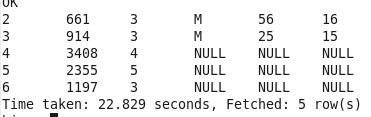 OK
2 661 3 M 56 16
3 914 3 M 25 15
4 3408 4 NULL NULL NULL
5 2355 5 NULL NULL NULL
6 1197 3 NULL NULL NULL
Time taken: 22.829 seconds, Fetched: 5 row(s)